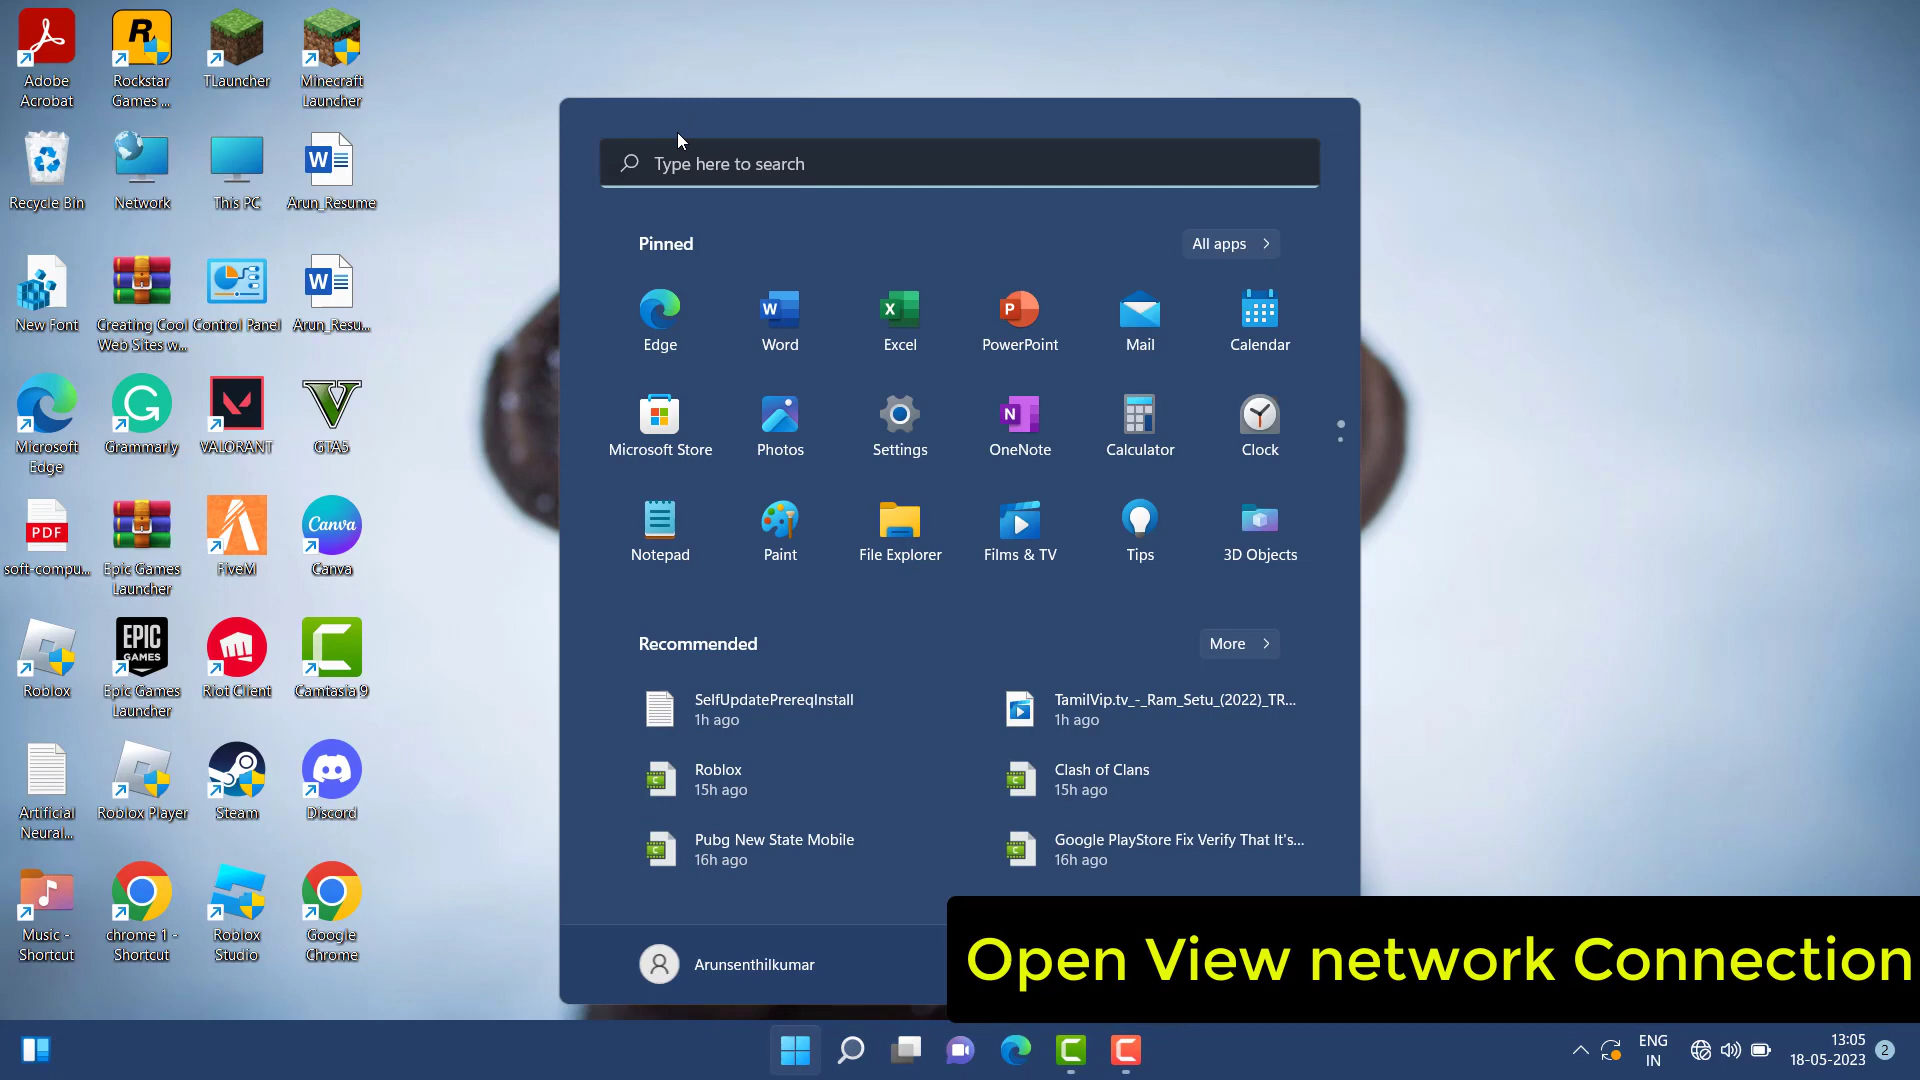 Adobe
Acrobat
Rockstar
Games ...
TLauncher
Minecraft
Launcher
Recycle Bin
Network
This PC
Arun_Resume
New Font
Creating Cool
Web Sites w...
Control Panel
Arun_Resu...
Microsoft
Edge
Grammarly
VALORANT
GTA5
PDF
soft-compu...
Epic Games
Launcher
FiveM
Canva
Canva
Roblox
EPIC
GAMES
Epic Games
Launcher
Riot Client
Camtasia 9
Artificial
Neural...
Roblox Player
Steam
Discord
Music -
Shortcut
chrome 1 -
Shortcut
Roblox
Studio
Google
Chrome
Type here to search
Pinned
All apps
Edge
Word
Excel
PowerPoint
Mail
Calendar
Microsoft Store
Photos
Settings
OneNote
Calculator
Clock
Notepad
Paint
File Explorer
Films & TV
Tips
3D Objects
Recommended
More
SelfUpdatePrereqInstall
1h ago
TamilVip.tv_-_Ram_Setu_(2022)_TR...
1h ago
Roblox
15h ago
Clash of Clans
15h ago
Pubg New State Mobile
16h ago
Google PlayStore Fix Verify That It's...
16h ago
Arunsenthilkumar
Open View network Connection
ENG
IN
13:05
18-05-2023
2